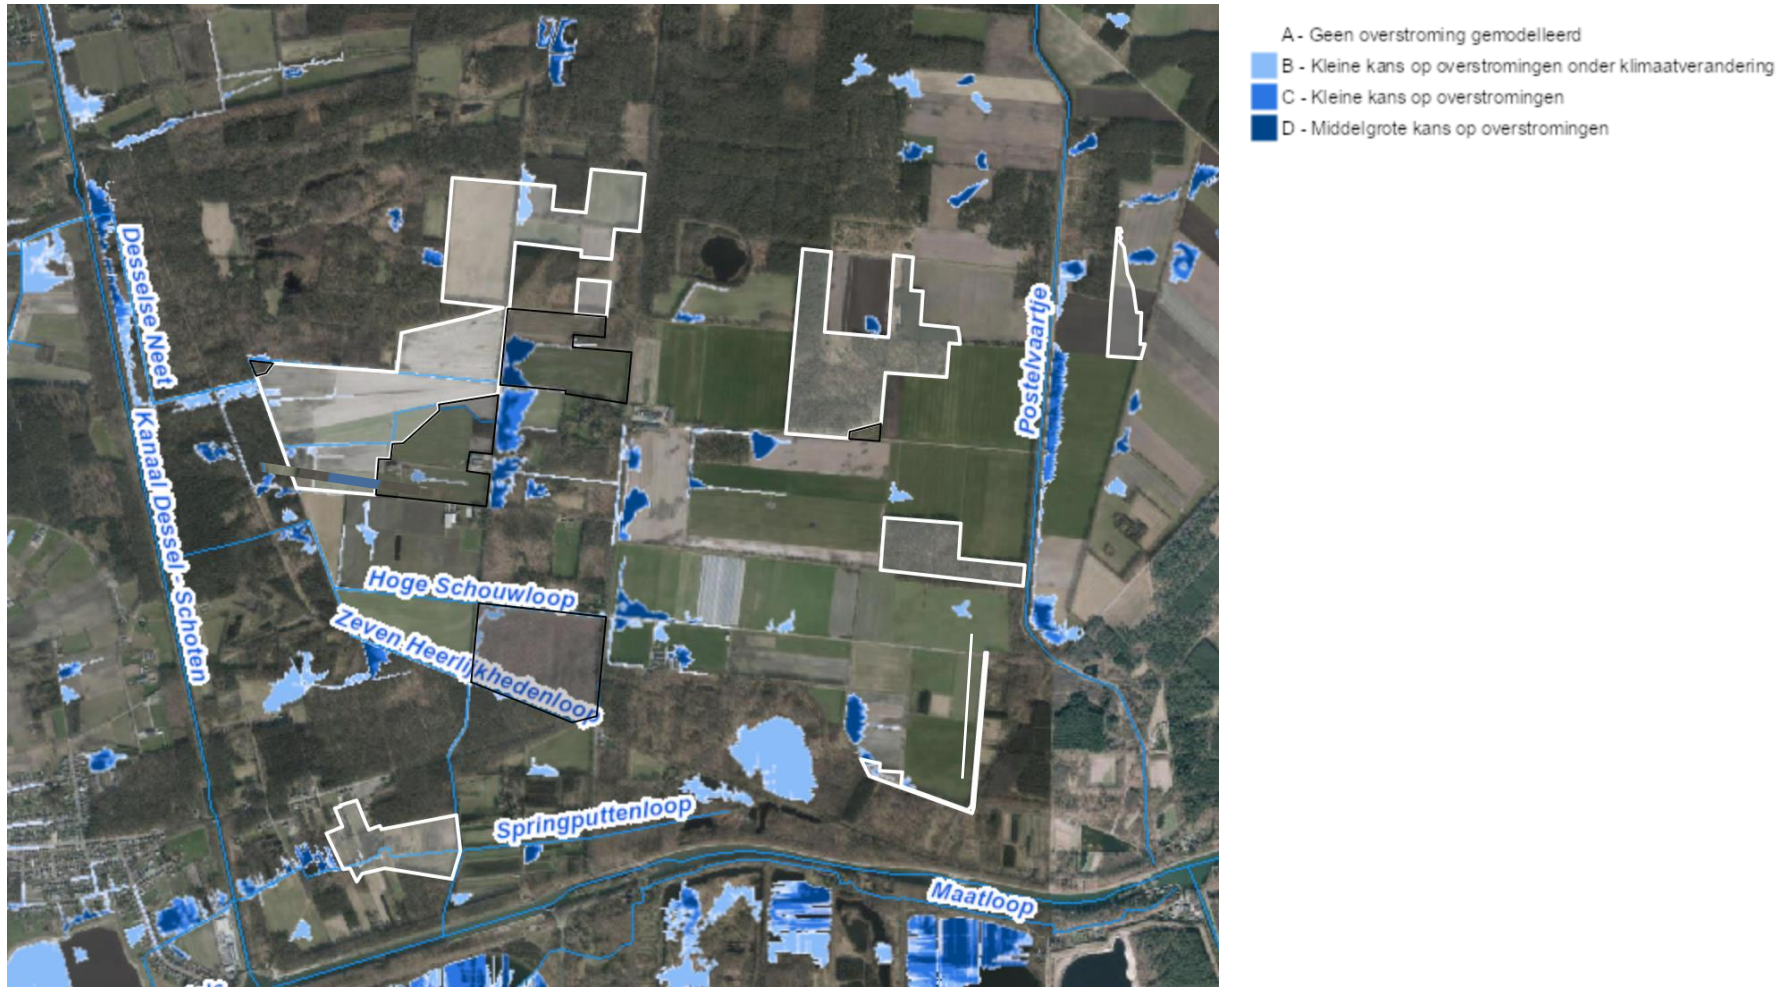 A - Geen overstroming gemodelleerd
B - Kleine kans op overstromingen onder klimaatverandering
C - Kleine kans op overstromingen
D - Middelgrote kans op overstromingen
Desselse Neet
Postelvaartje
Kanaal Dessel - Schoten
Hoge Schouwloop
Zeven Heerlijkhedenloop
Springputtenloop
Maatloop